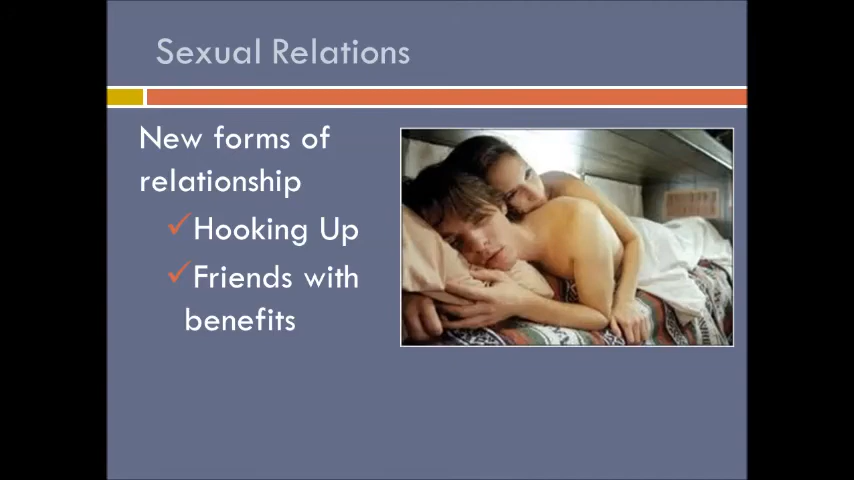 Sexual Relations
New forms of
relationship
✓Hooking Up
✓Friends with
benefits